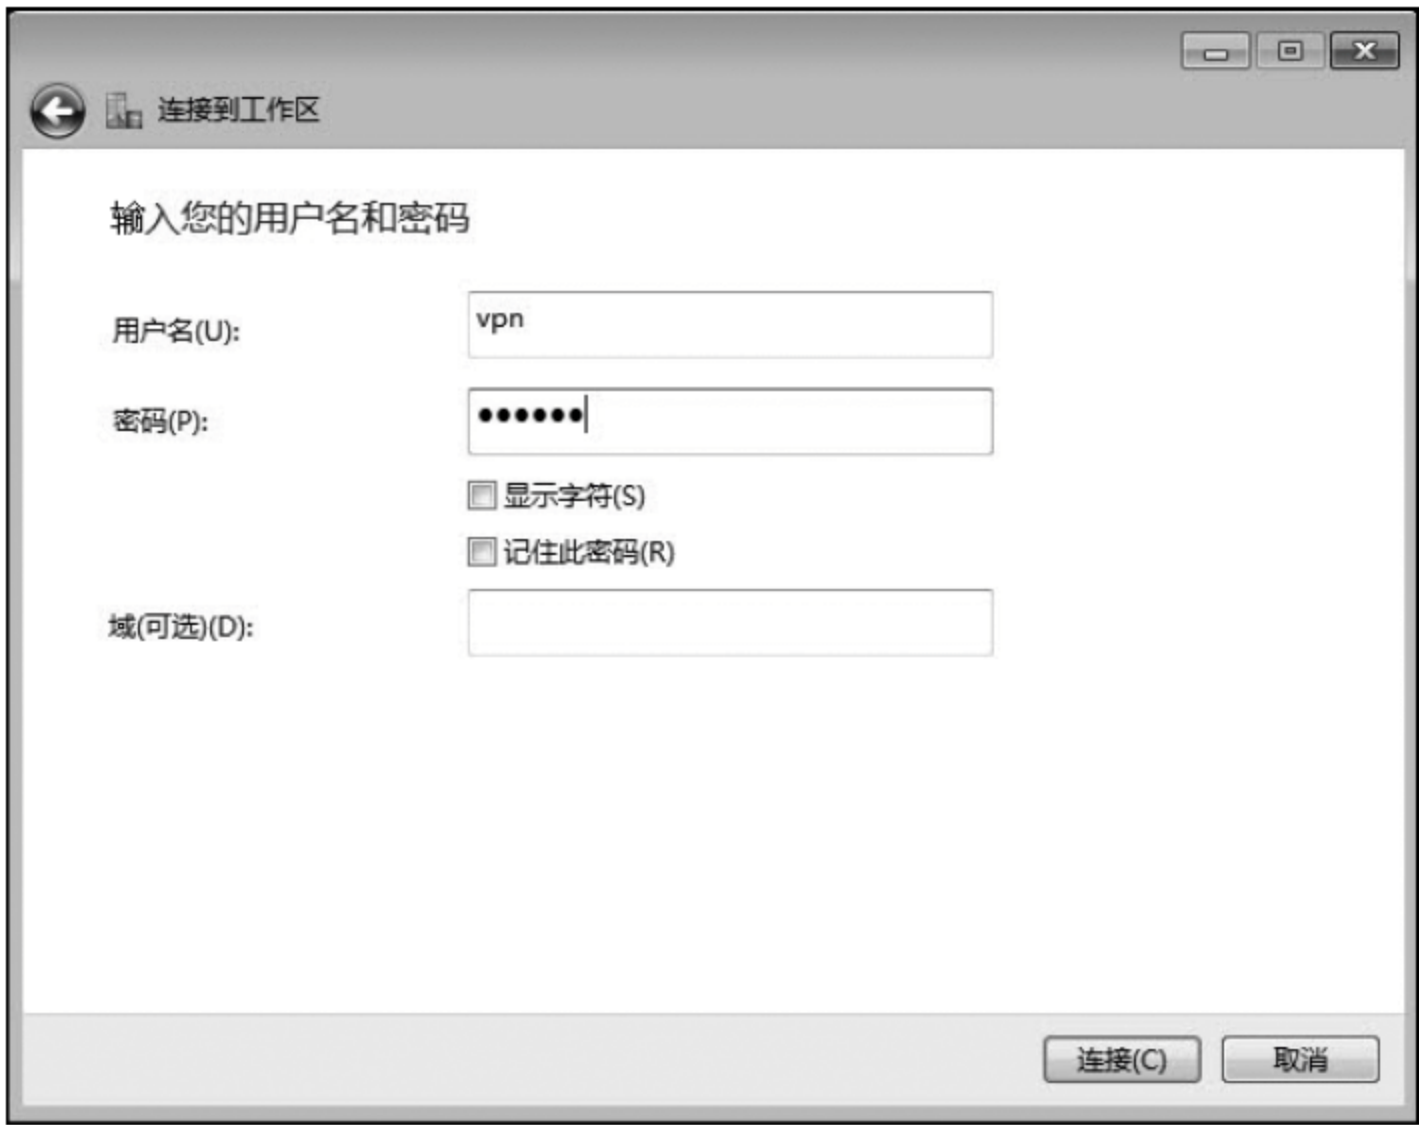 连接到工作区
输入您的用户名和密码
用户名(U):
vpn
密码(P):
●●●●●●
显示字符(S)
记住此密码(R)
域(可选)(D):
连接(C)
取消